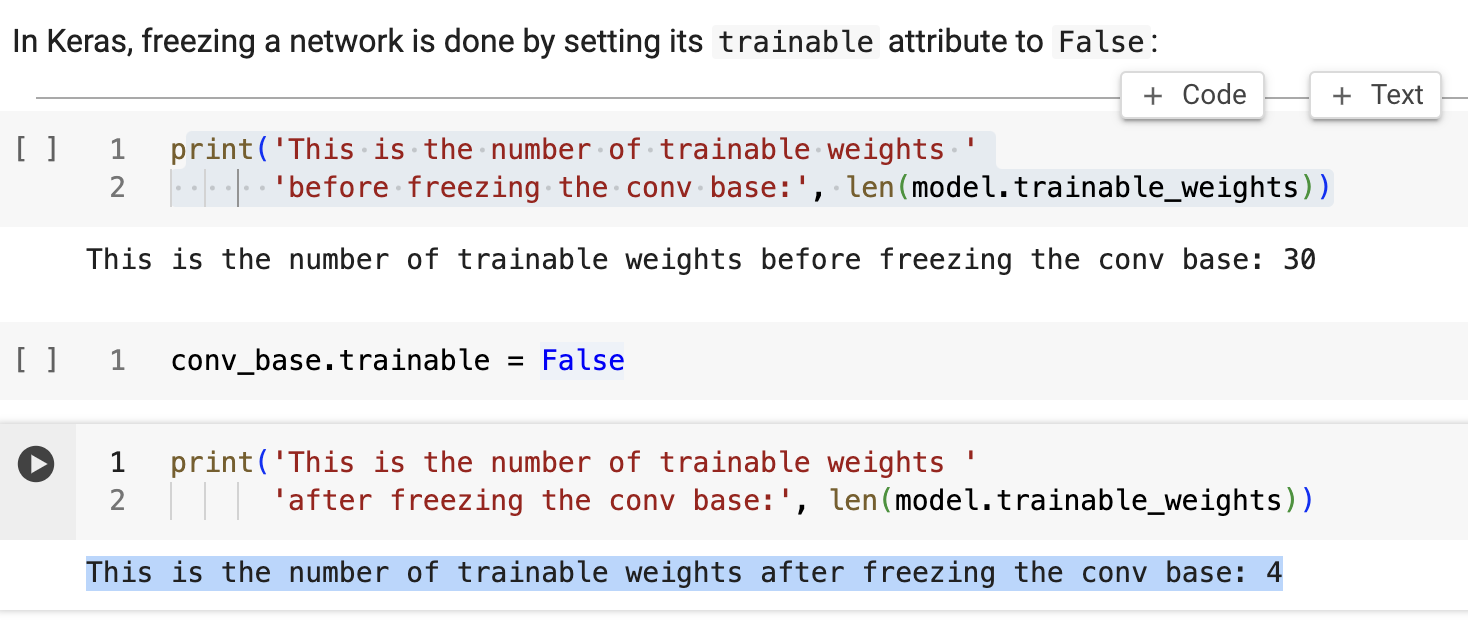 In Keras, freezing a network is done by setting its trainable attribute to False:
+ Code + Text
[ ] 1 print('This is the number of trainable weights '
2 'before freezing the conv base:', len(model.trainable_weights))
This is the number of trainable weights before freezing the conv base: 30
[ ] 1 conv_base.trainable = False
1 print('This is the number of trainable weights '
2 'after freezing the conv base:', len(model.trainable_weights))
This is the number of trainable weights after freezing the conv base: 4